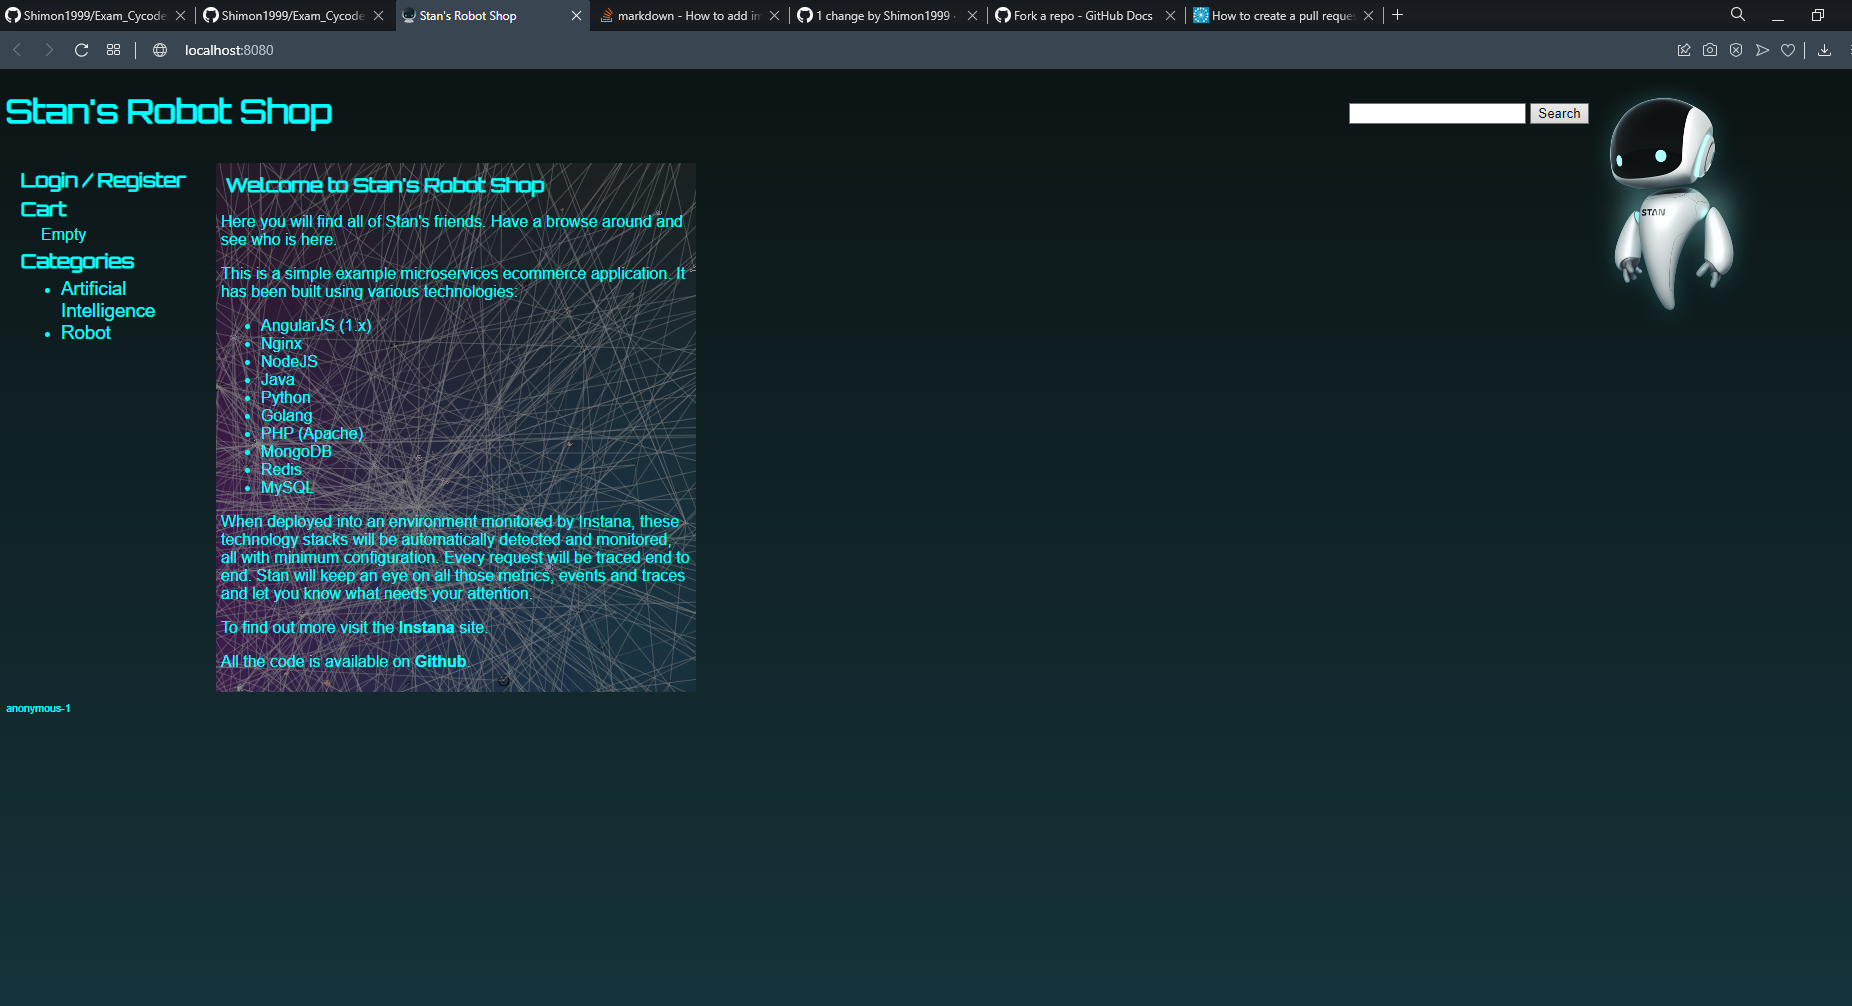 Shimon1999/Exam_Cycode
Shimon1999/Exam_Cycode
Stan's Robot Shop
markdown - How to add im
1 change by Shimon1999 ·
Fork a repo - GitHub Docs
How to create a pull reques
localhost:8080
Stan's Robot Shop
Search
STAN
Login / Register
Cart
Empty
Categories
Artificial
Intelligence
Robot
Welcome to Stan's Robot Shop
Here you will find all of Stan's friends. Have a browse around and
see who is here.
This is a simple example microservices ecommerce application. It
has been built using various technologies:
AngularJS (1.x)
Nginx
NodeJS
Java
Python
Golang
PHP (Apache)
MongoDB
Redis
MySQL
When deployed into an environment monitored by Instana, these
technology stacks will be automatically detected and monitored,
all with minimum configuration. Every request will be traced end to
end. Stan will keep an eye on all those metrics, events and traces
and let you know what needs your attention.
To find out more visit the Instana site.
All the code is available on Github.
anonymous-1